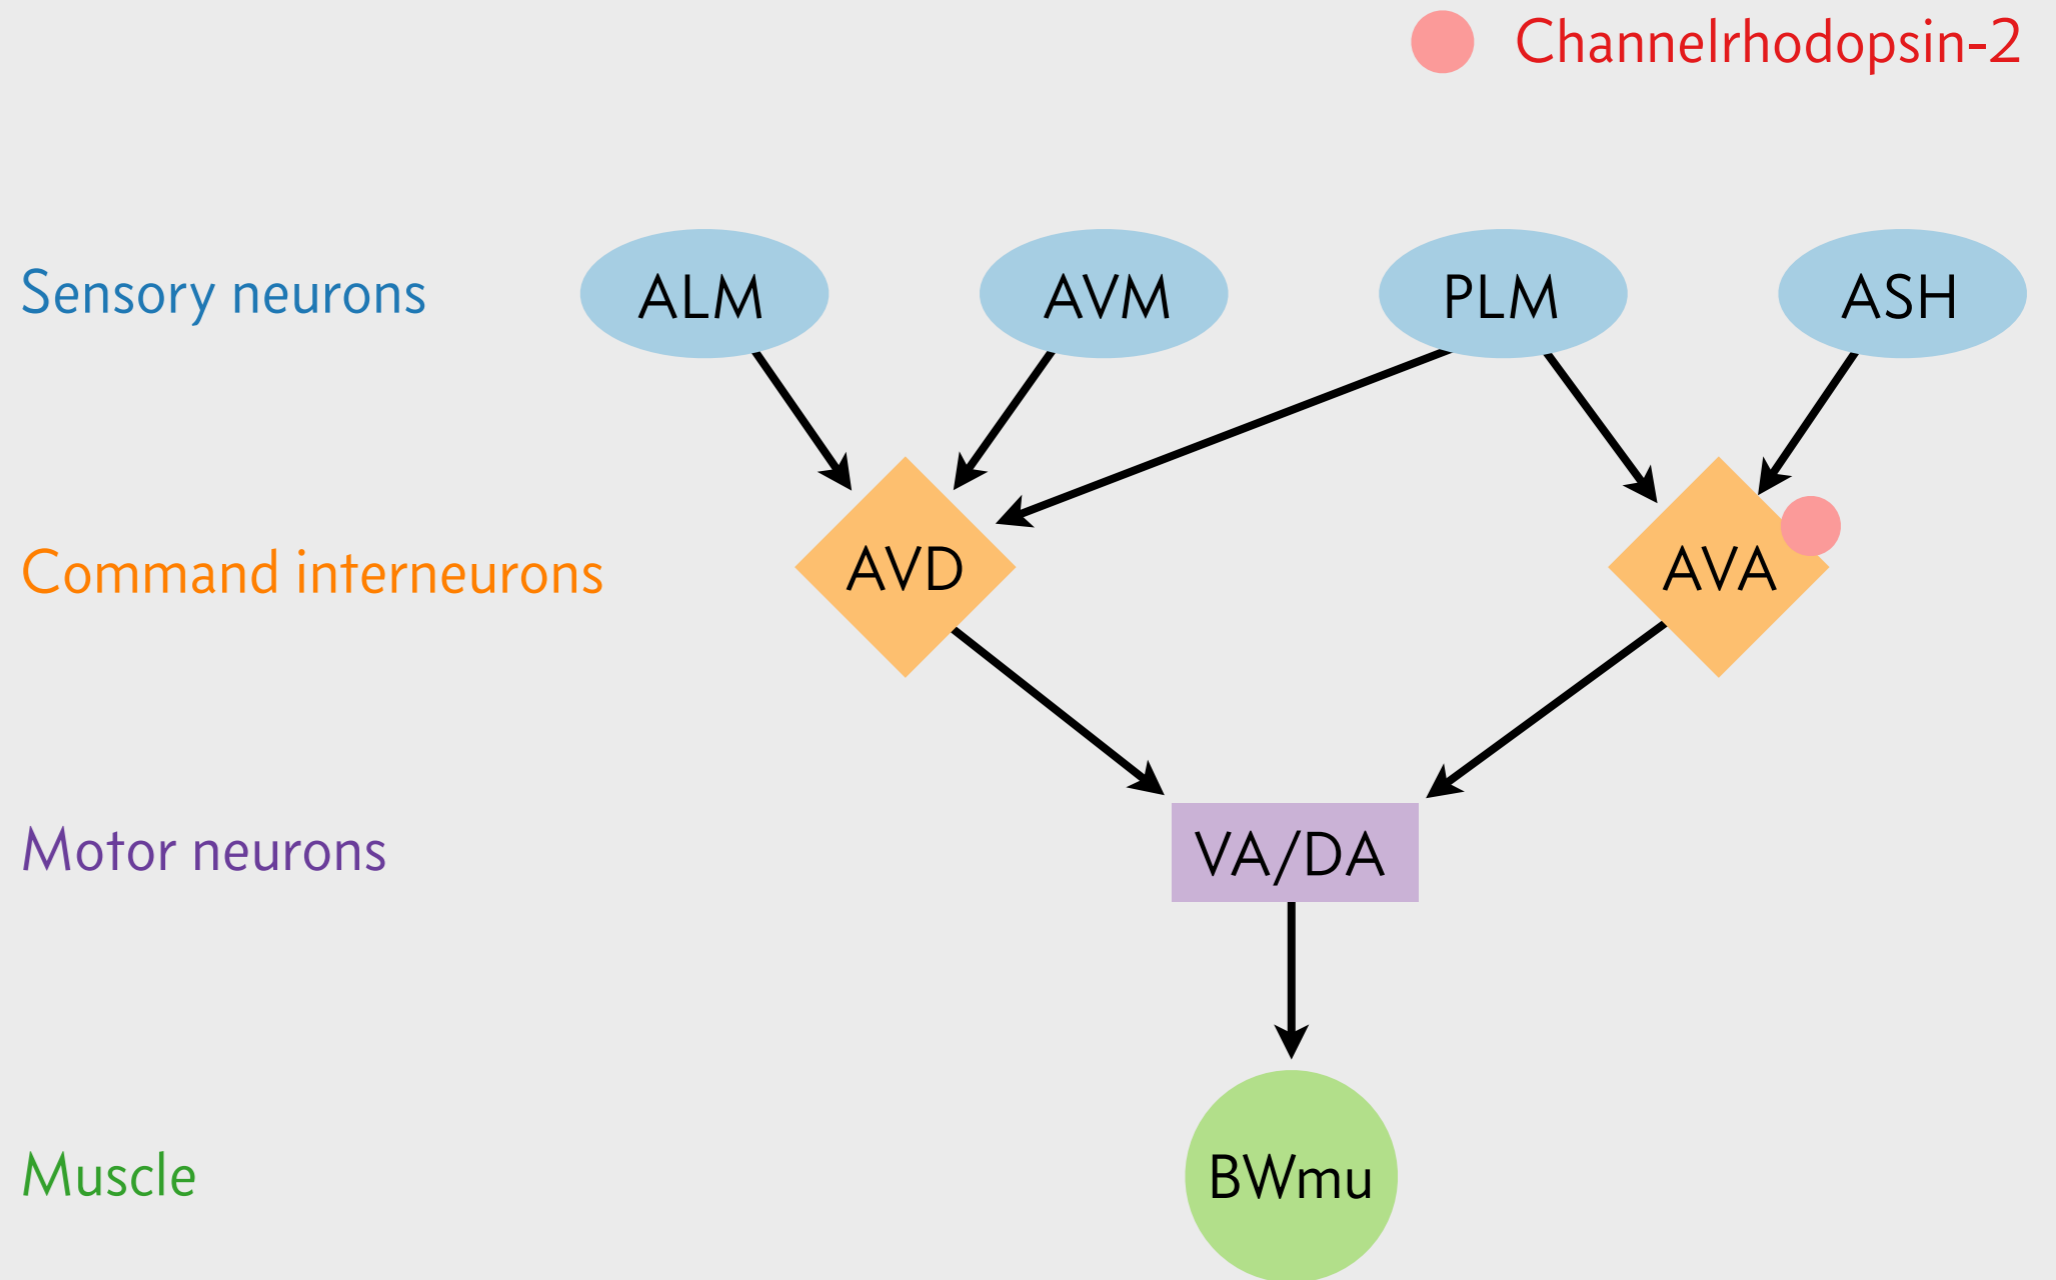 Channelrhodopsin-2
Sensory neurons
ALM
AVM
PLM
ASH
Command interneurons
AVD
AVA
Motor neurons
VA/DA
Muscle
BWmu